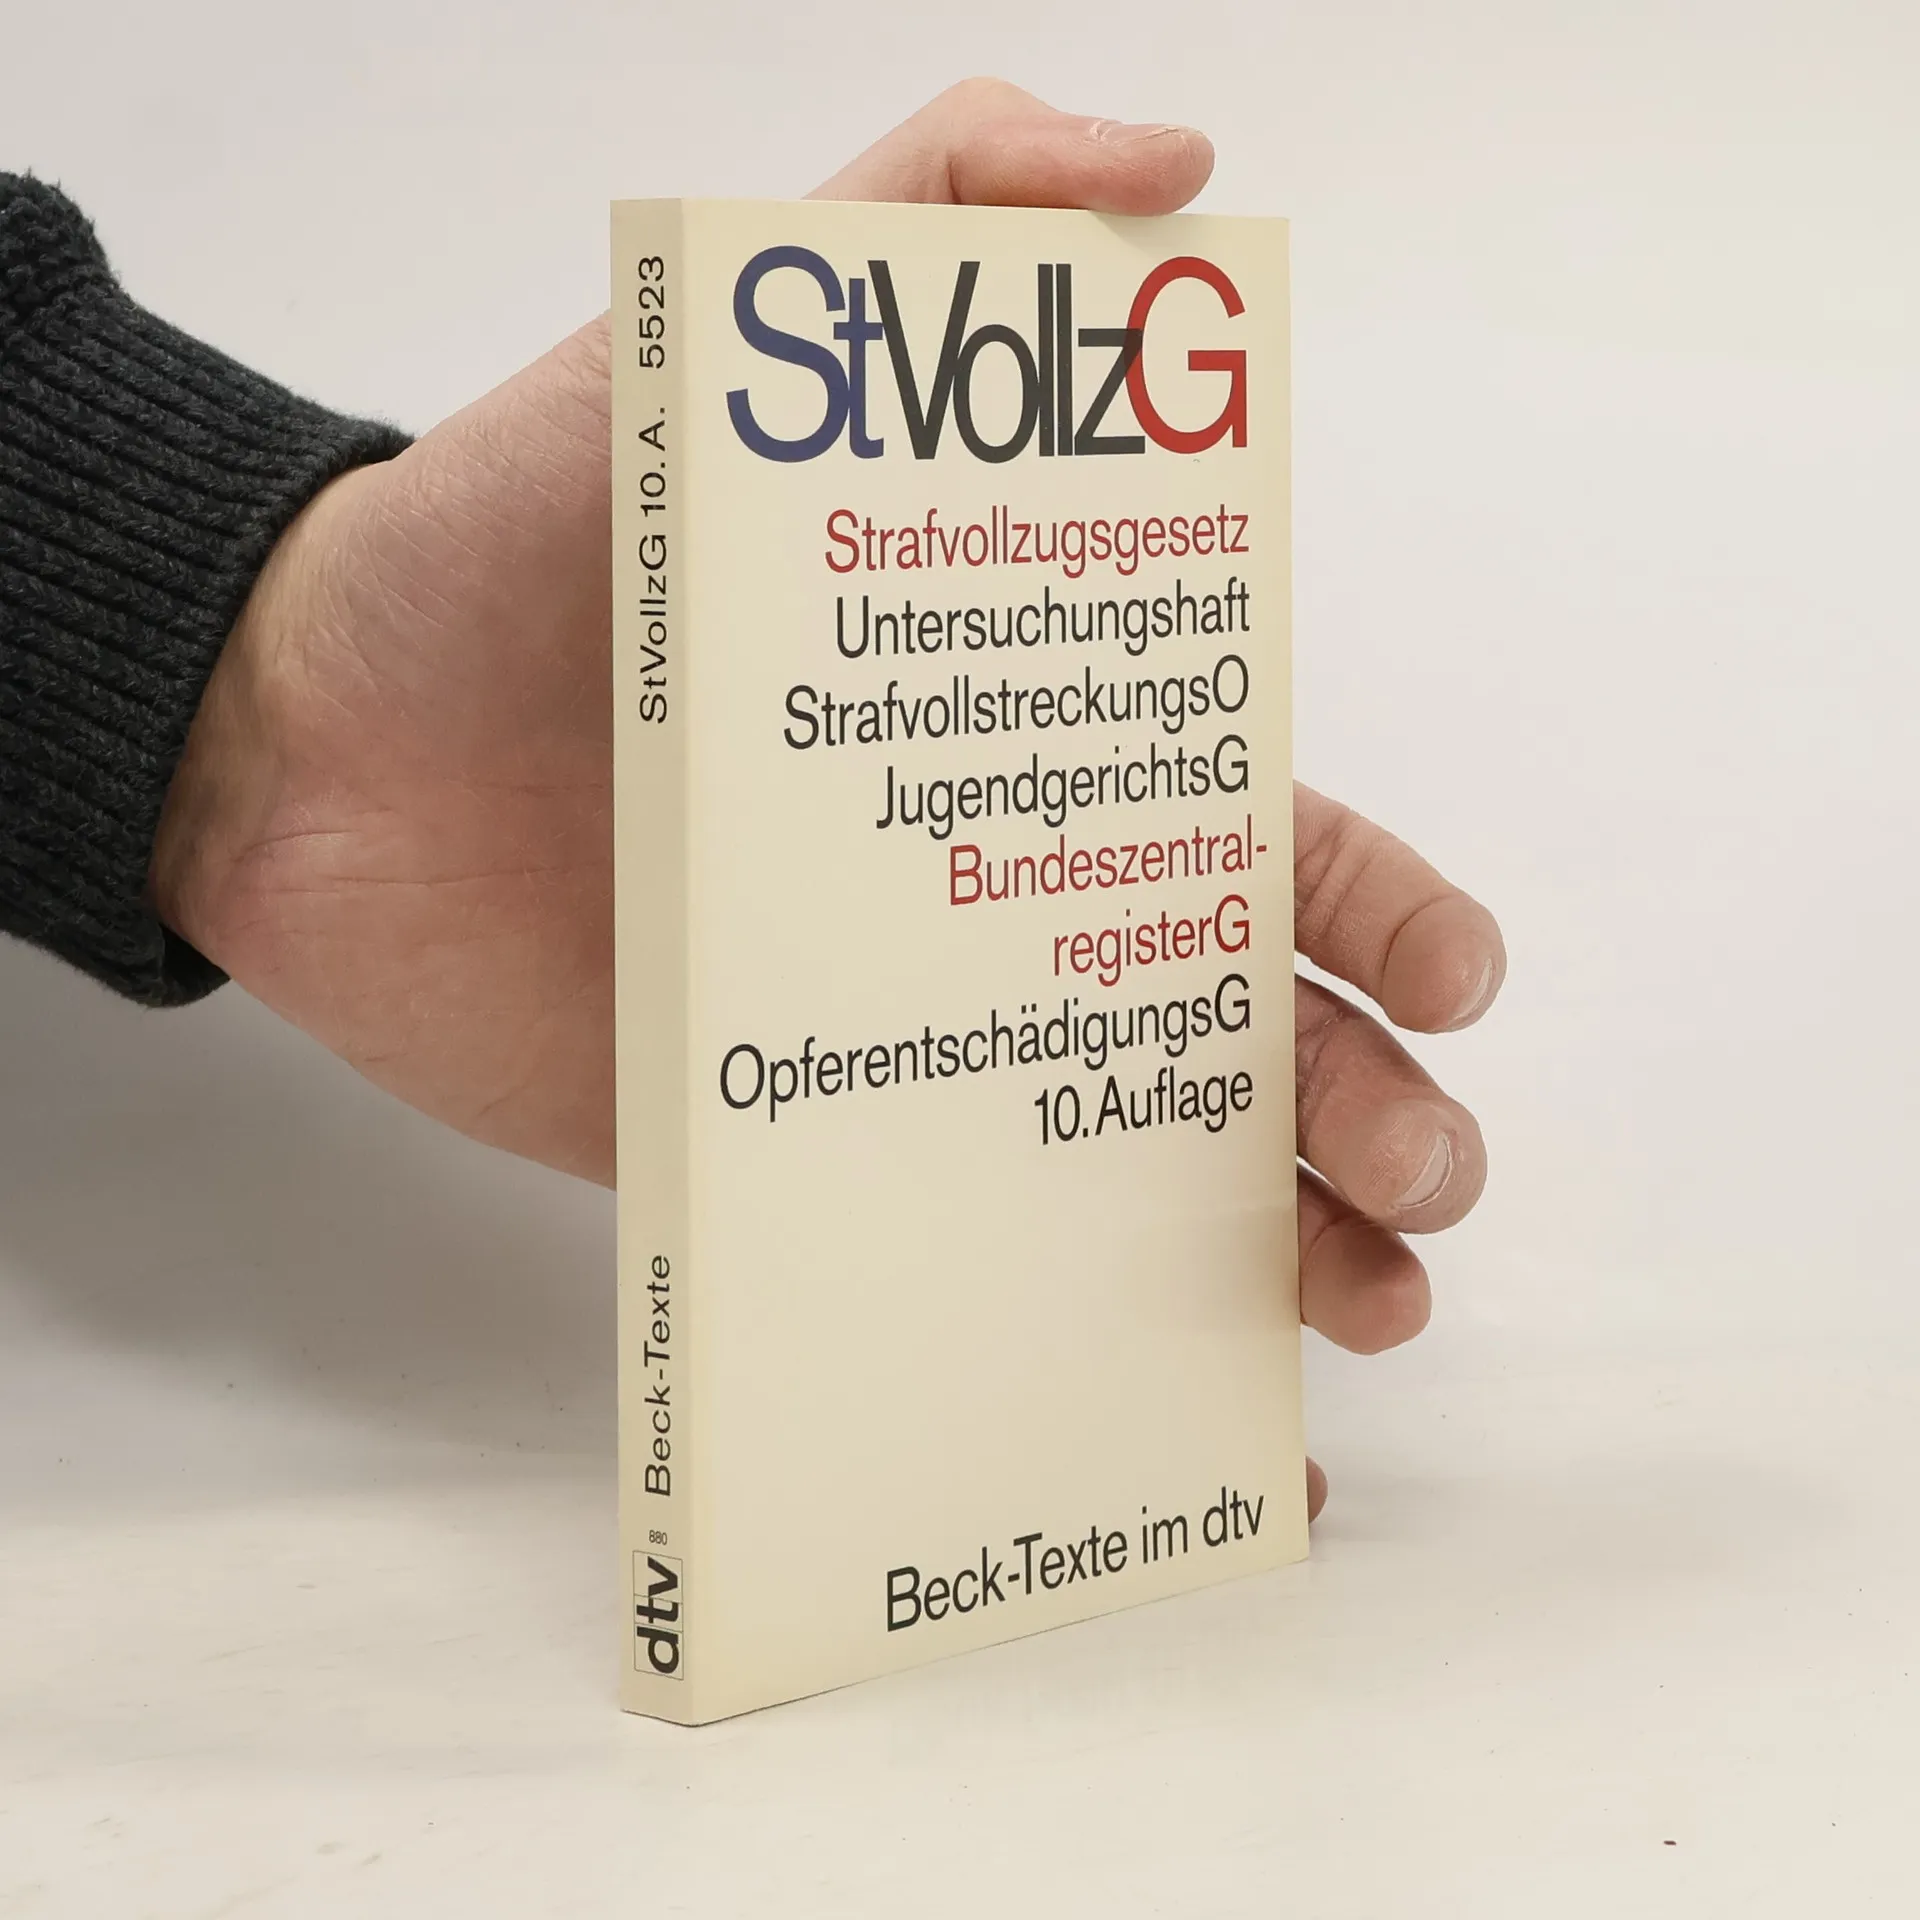 StVollzG
Strafvollzugsgesetz
Untersuchungshaft
StrafvollstreckungsO
JugendgerichtsG
Bundeszentral-
registerG
OpferentschädigungsG
10. Auflage
Beck-Texte im dtv
StVollzG 10. A. 5523
Beck-Texte
880
dtv